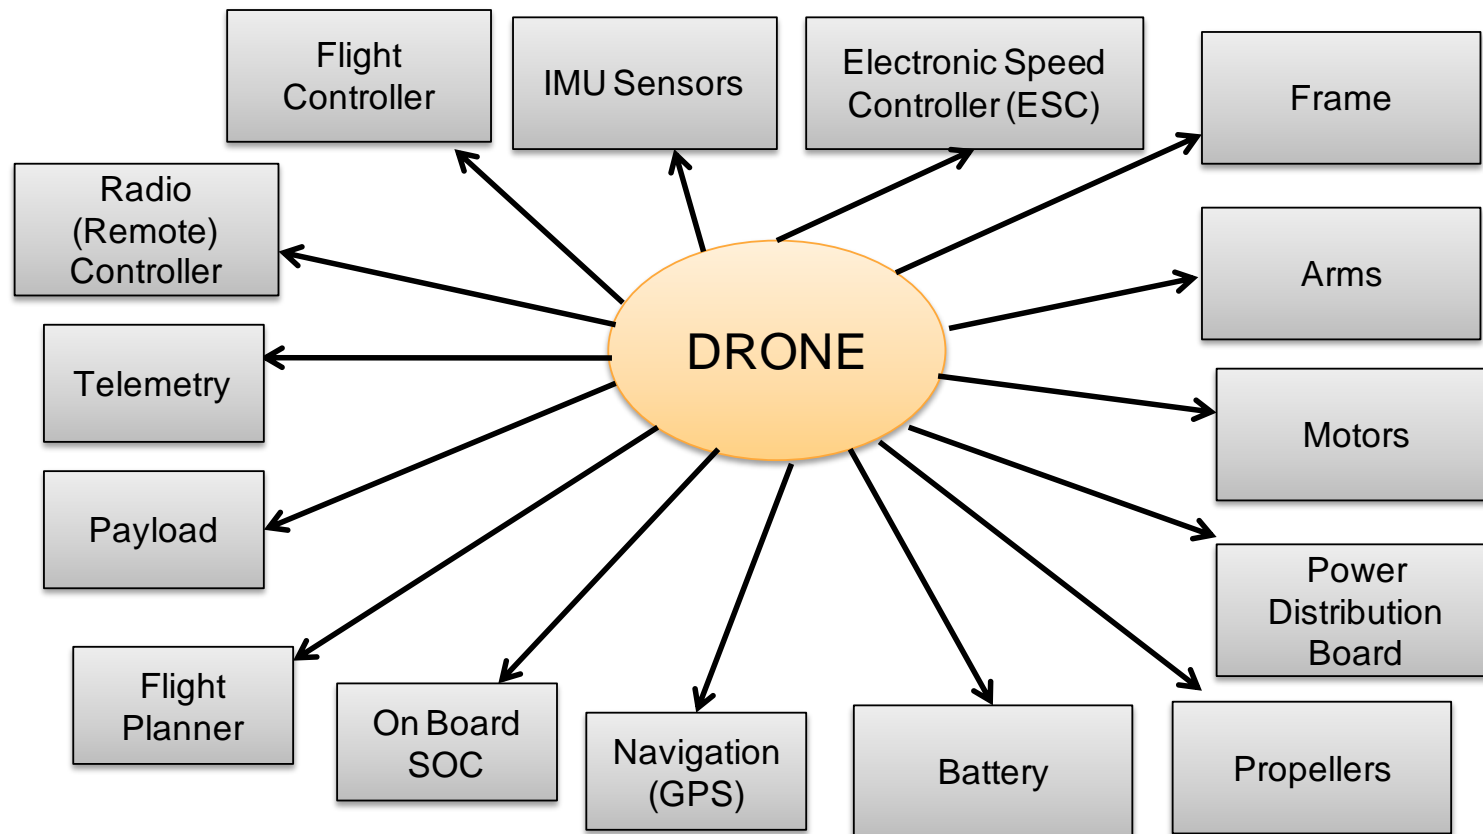 Flight
Controller
IMU Sensors
Electronic Speed
Controller (ESC)
Frame
Radio
(Remote)
Controller
Arms
DRONE
Telemetry
Motors
Payload
Power
Distribution
Board
Flight
Planner
On Board
SOC
Navigation
(GPS)
Battery
Propellers